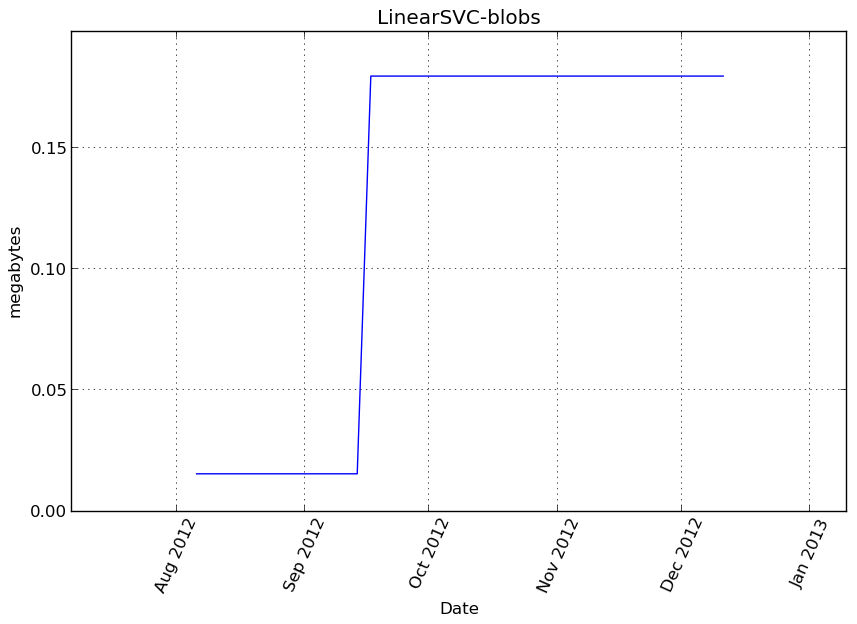 LinearSVC-blobs
megabytes
0.15
0.10
0.05
0.00
Aug 2012
Sep 2012
Oct 2012
Nov 2012
Dec 2012
Jan 2013
Date